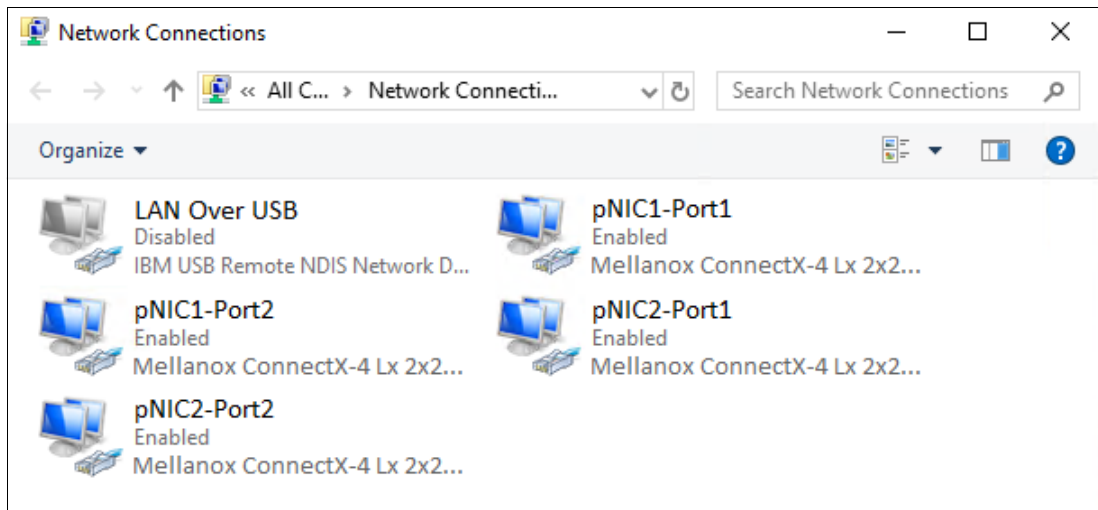 Network Connections
« All C... › Network Connecti...
Search Network Connections
Organize
LAN Over USB
Disabled
IBM USB Remote NDIS Network D...
pNIC1-Port1
Enabled
Mellanox ConnectX-4 Lx 2x2...
pNIC1-Port2
Enabled
Mellanox ConnectX-4 Lx 2x2...
pNIC2-Port1
Enabled
Mellanox ConnectX-4 Lx 2x2...
pNIC2-Port2
Enabled
Mellanox ConnectX-4 Lx 2x2...